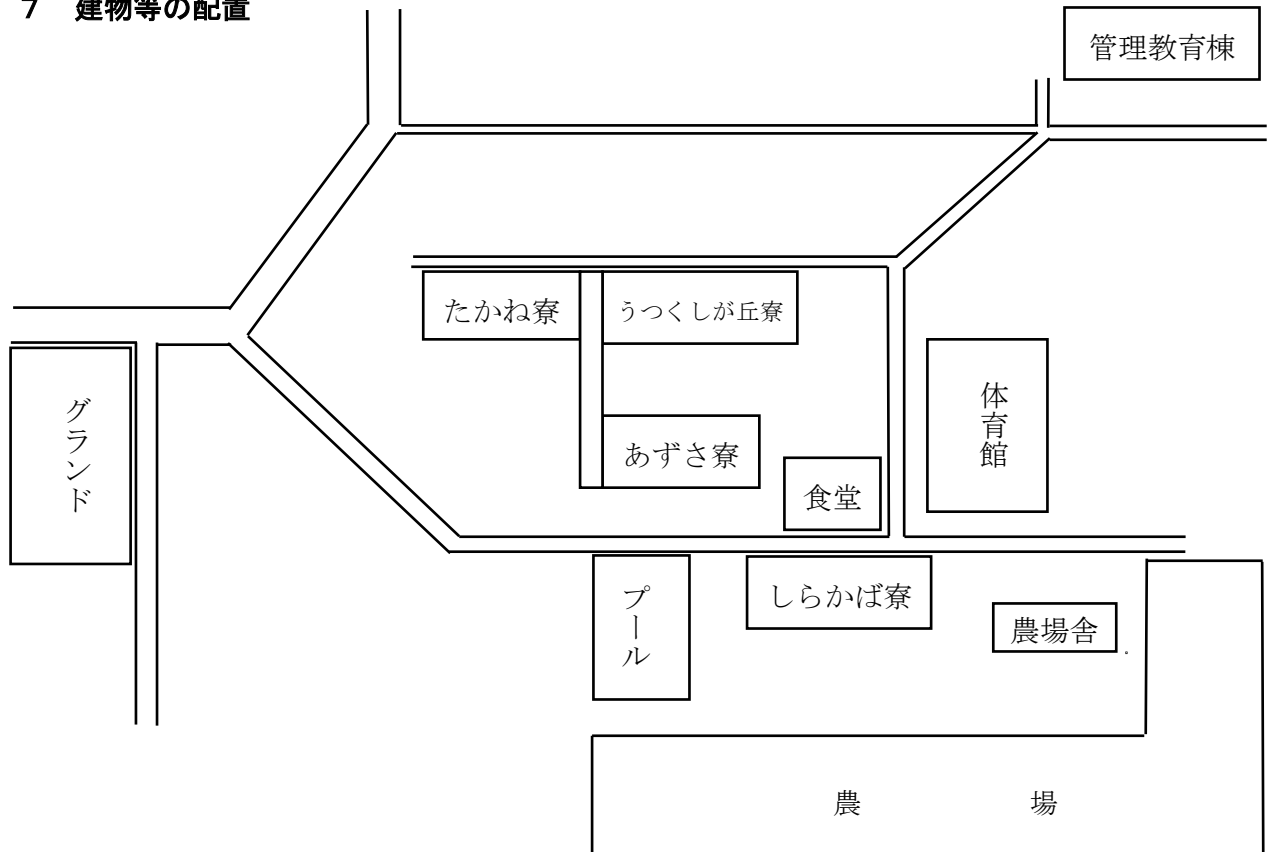 ７　建物等の配置
管理教育棟
たかね寮
うつくしが丘寮
グランド
体育館
あずさ寮
食堂
プール
しらかば寮
農場舎
農　場